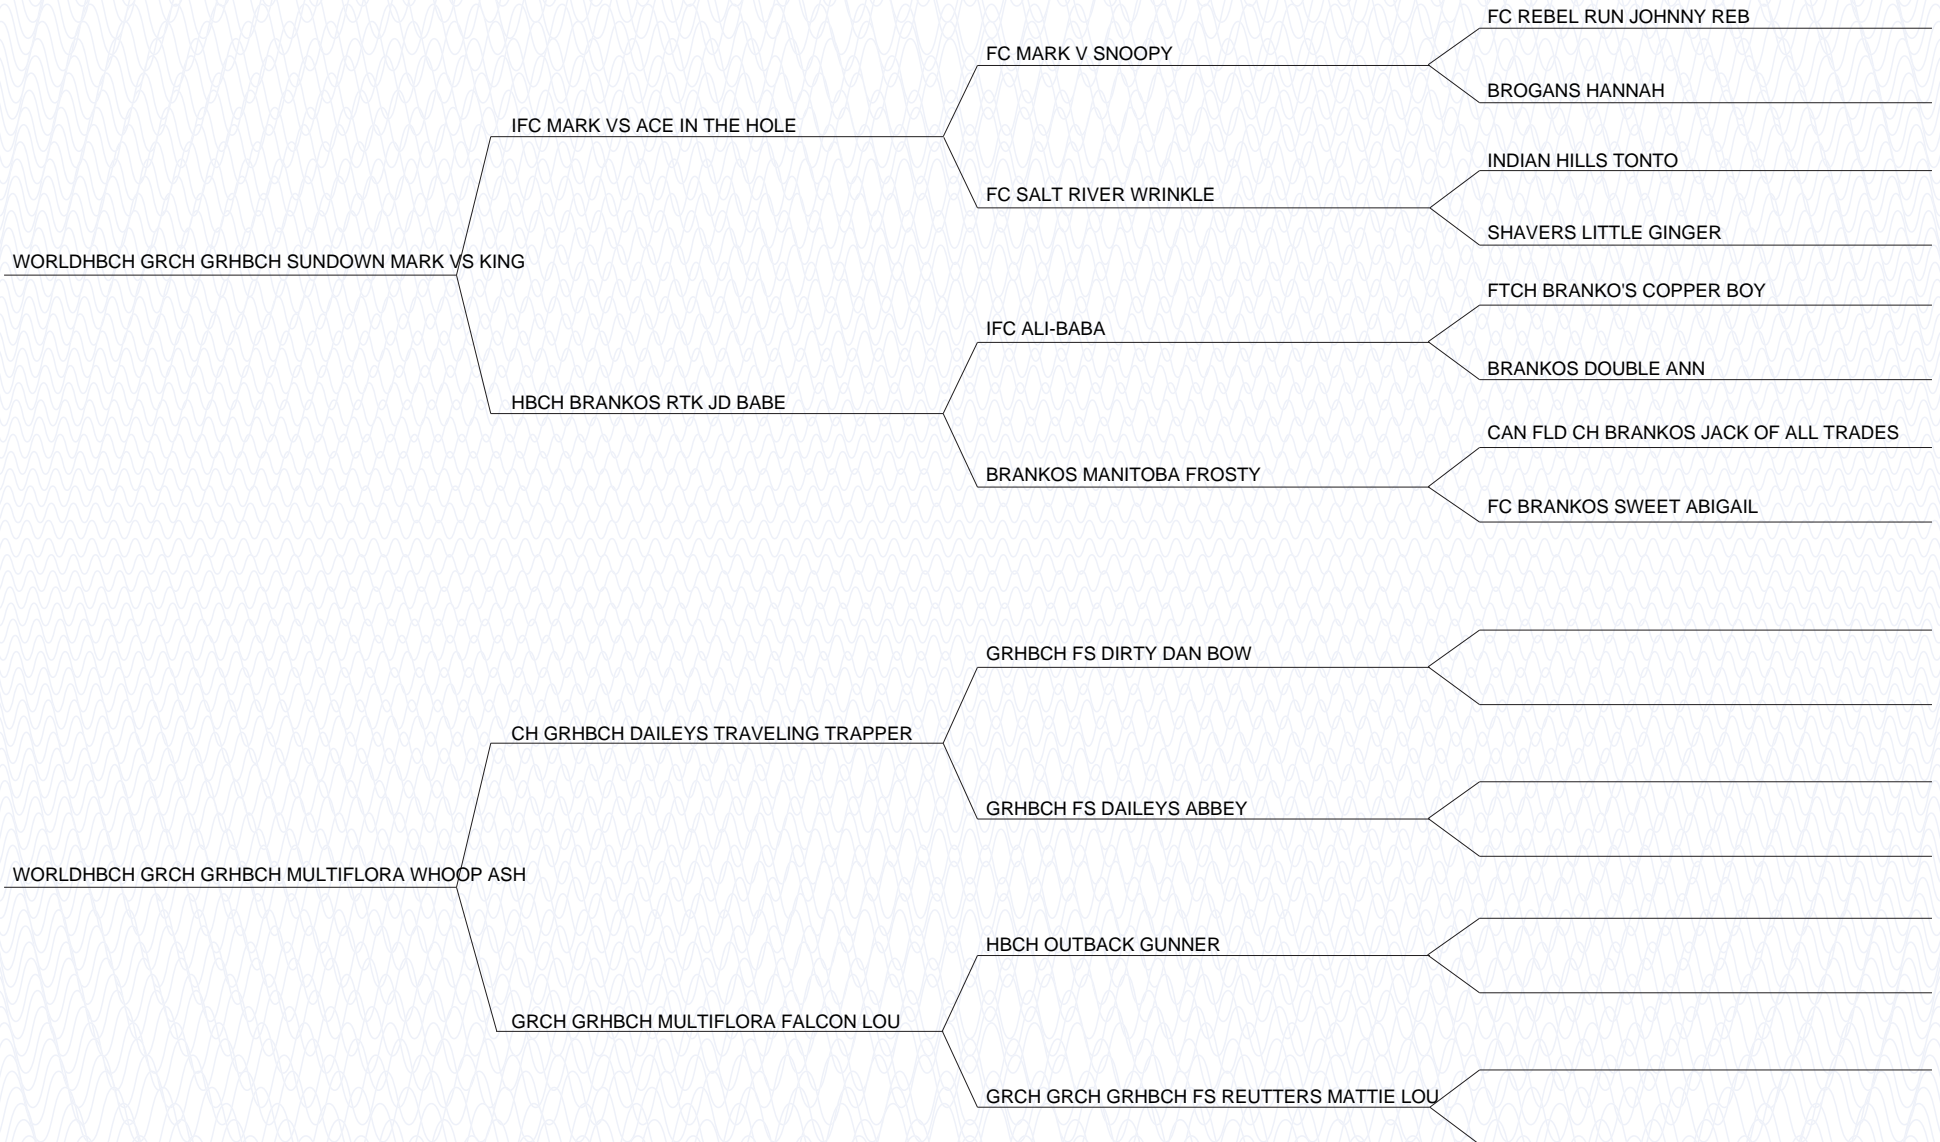 FC REBEL RUN JOHNNY REB
FC MARK V SNOOPY
BROGANS HANNAH
IFC MARK VS ACE IN THE HOLE
INDIAN HILLS TONTO
FC SALT RIVER WRINKLE
SHAVERS LITTLE GINGER
WORLDHBCH GRCH GRHBCH SUNDOWN MARK VS KING
FTCH BRANKO'S COPPER BOY
IFC ALI-BABA
BRANKOS DOUBLE ANN
HBCH BRANKOS RTK JD BABE
CAN FLD CH BRANKOS JACK OF ALL TRADES
BRANKOS MANITOBA FROSTY
FC BRANKOS SWEET ABIGAIL
GRHBCH FS DIRTY DAN BOW
CH GRHBCH DAILEYS TRAVELING TRAPPER
GRHBCH FS DAILEYS ABBEY
WORLDHBCH GRCH GRHBCH MULTIFLORA WHOOP ASH
HBCH OUTBACK GUNNER
GRCH GRHBCH MULTIFLORA FALCON LOU
GRCH GRCH GRHBCH FS REUTTERS MATTIE LOU